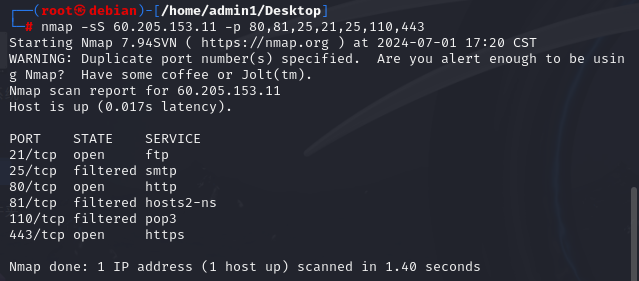 (root㉿debian)-[/home/admin1/Desktop]
# nmap -sS 60.205.153.11 -p 80,81,25,21,25,110,443
Starting Nmap 7.94SVN ( https://nmap.org ) at 2024-07-01 17:20 CST
WARNING: Duplicate port number(s) specified.  Are you alert enough to be usin
g Nmap?  Have some coffee or Jolt(tm).
Nmap scan report for 60.205.153.11
Host is up (0.017s latency).
PORT    STATE    SERVICE
21/tcp  open     ftp
25/tcp  filtered smtp
80/tcp  open     http
81/tcp  filtered hosts2-ns
110/tcp filtered pop3
443/tcp open     https
Nmap done: 1 IP address (1 host up) scanned in 1.40 seconds